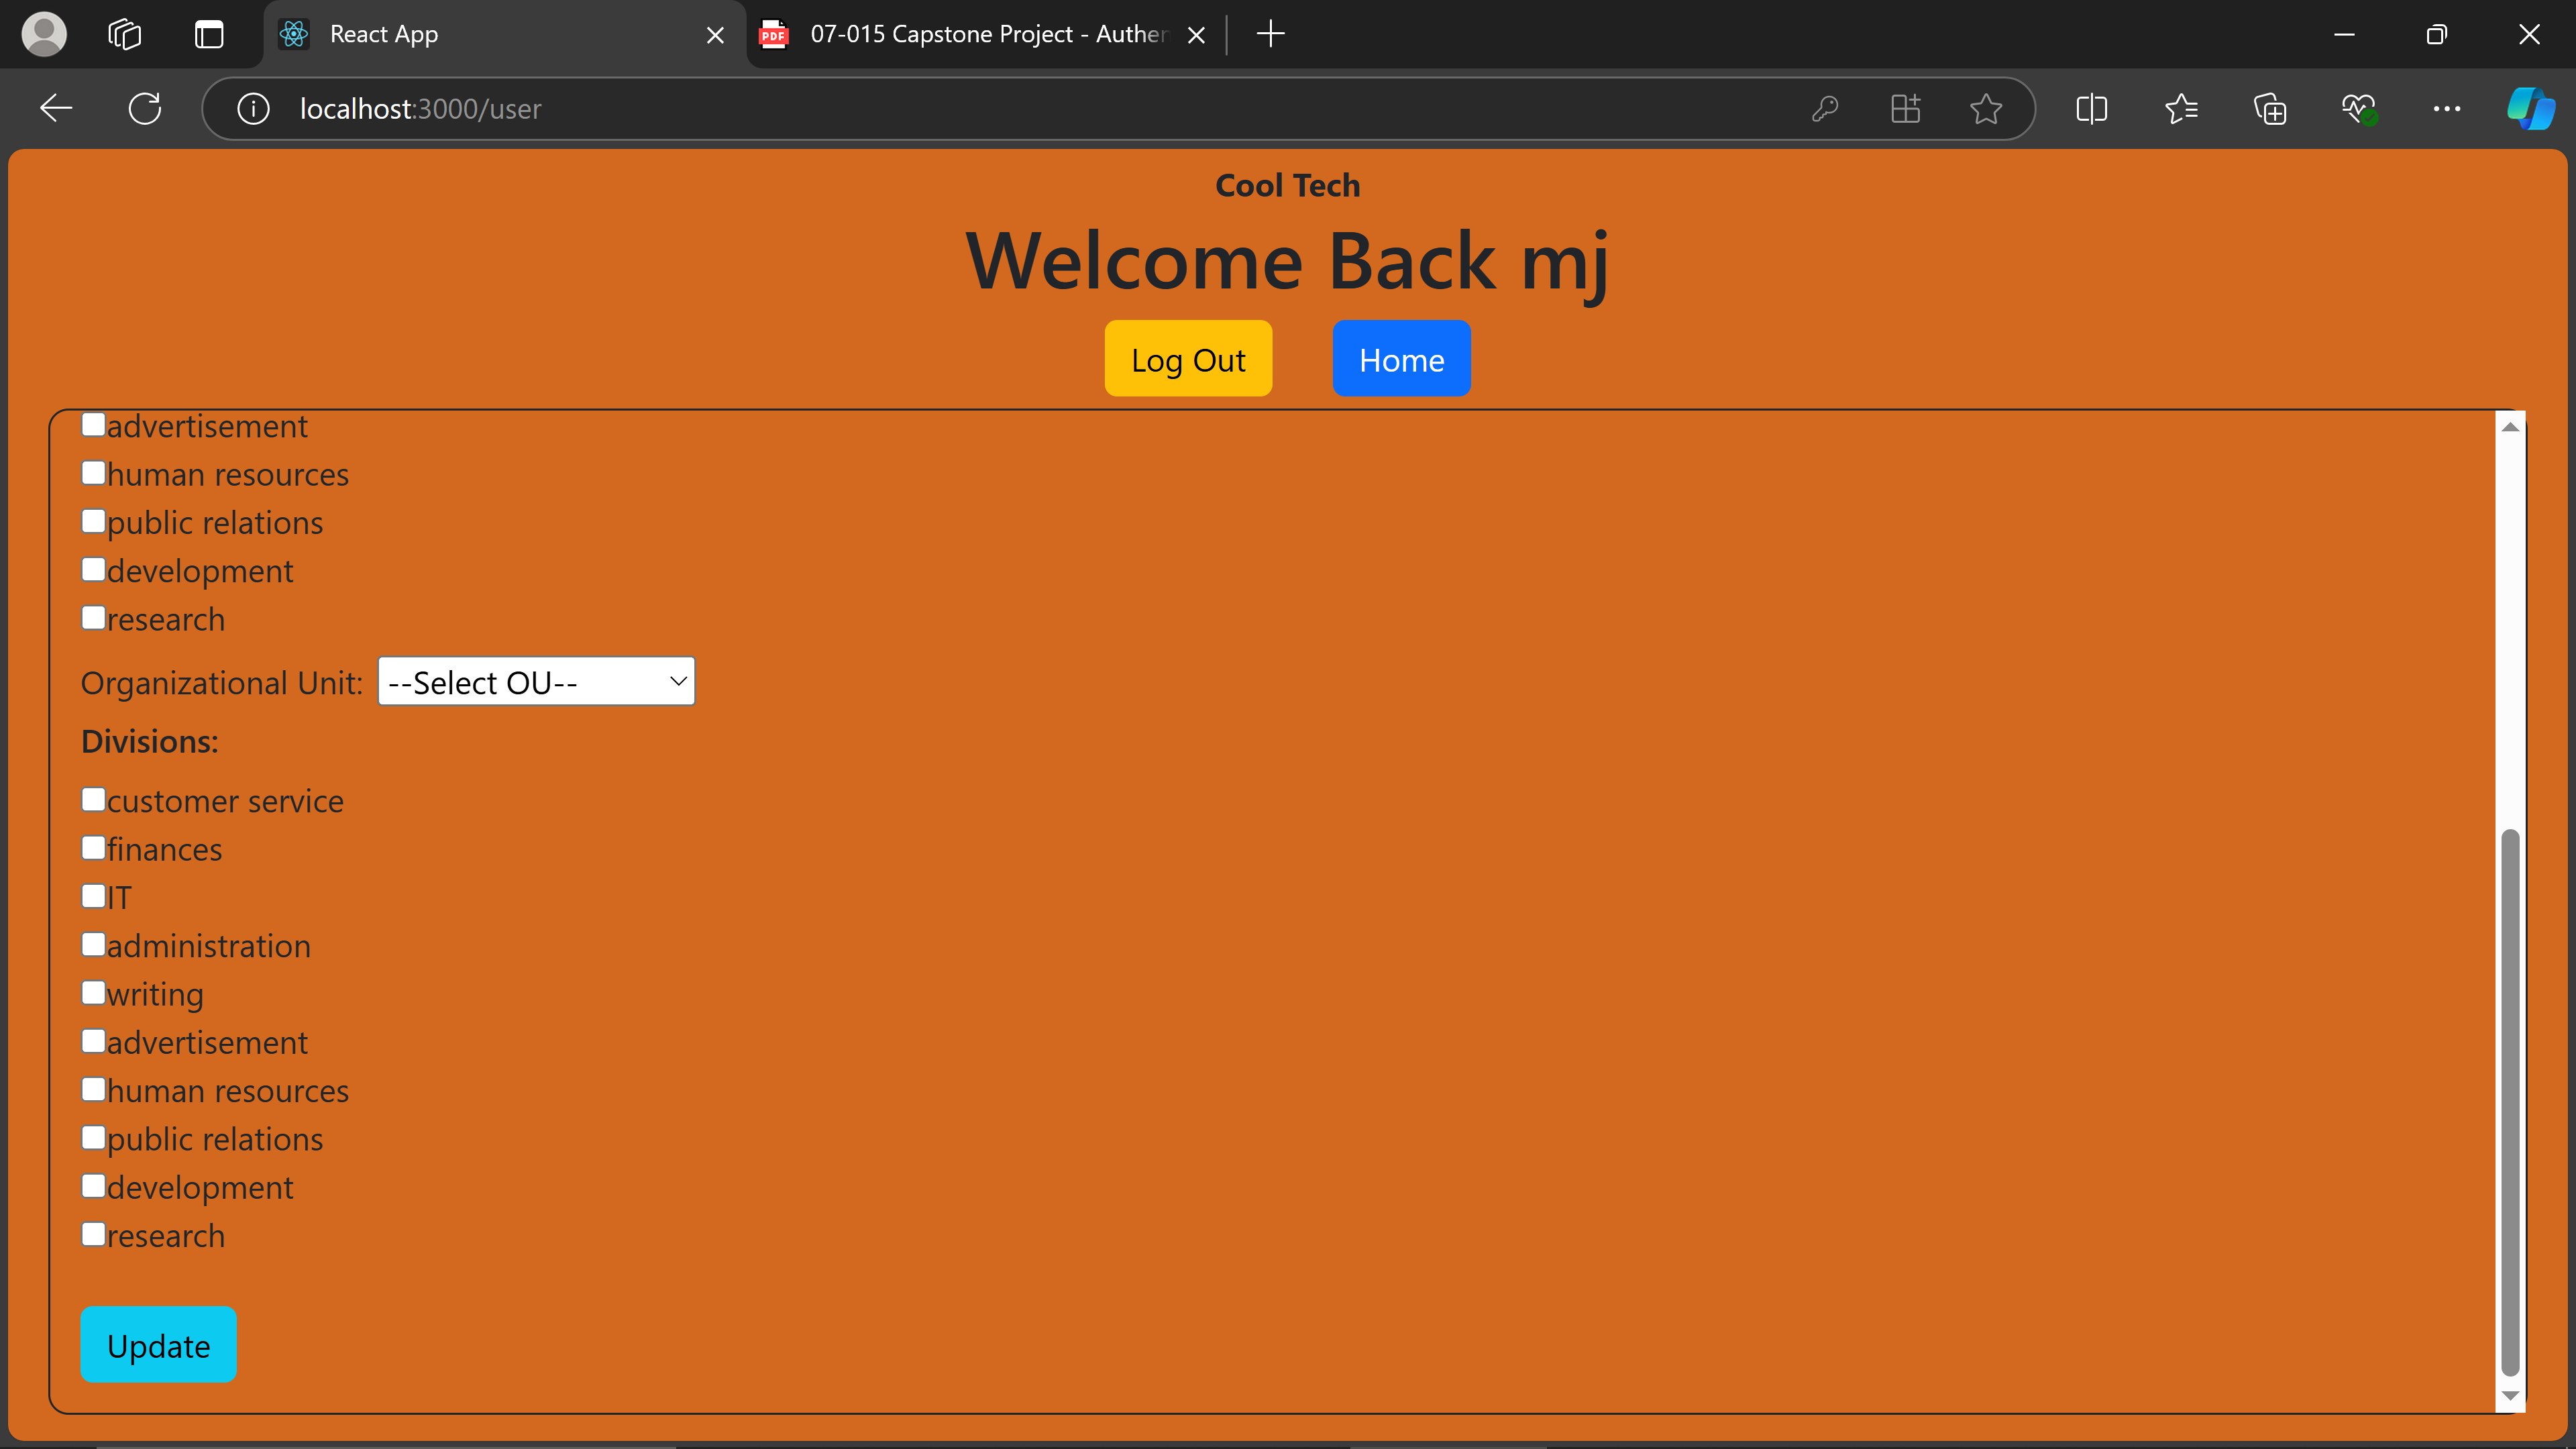 React App
07-015 Capstone Project - Authen
localhost:3000/user
Cool Tech
Welcome Back mj
Log Out
Home
advertisement
human resources
public relations
development
research
Organizational Unit: --Select OU--
Divisions:
customer service
finances
IT
administration
writing
advertisement
human resources
public relations
development
research
Update